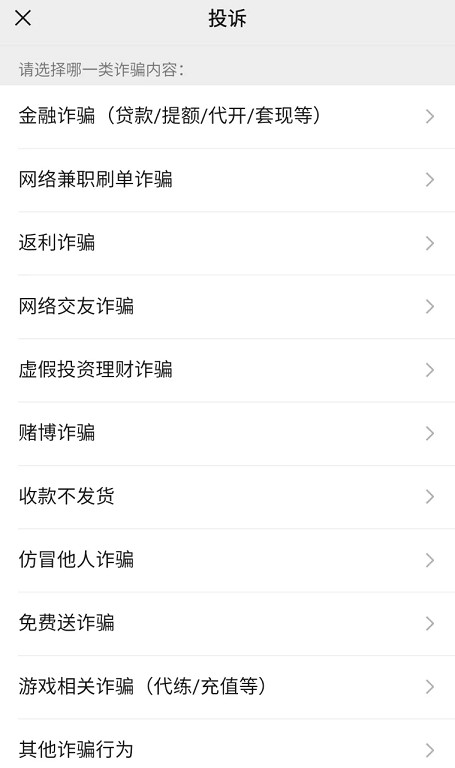 投诉
请选择哪一类诈骗内容：
金融诈骗（贷款/提额/代开/套现等）
网络兼职刷单诈骗
返利诈骗
网络交友诈骗
虚假投资理财诈骗
赌博诈骗
收款不发货
仿冒他人诈骗
免费送诈骗
游戏相关诈骗（代练/充值等）
其他诈骗行为